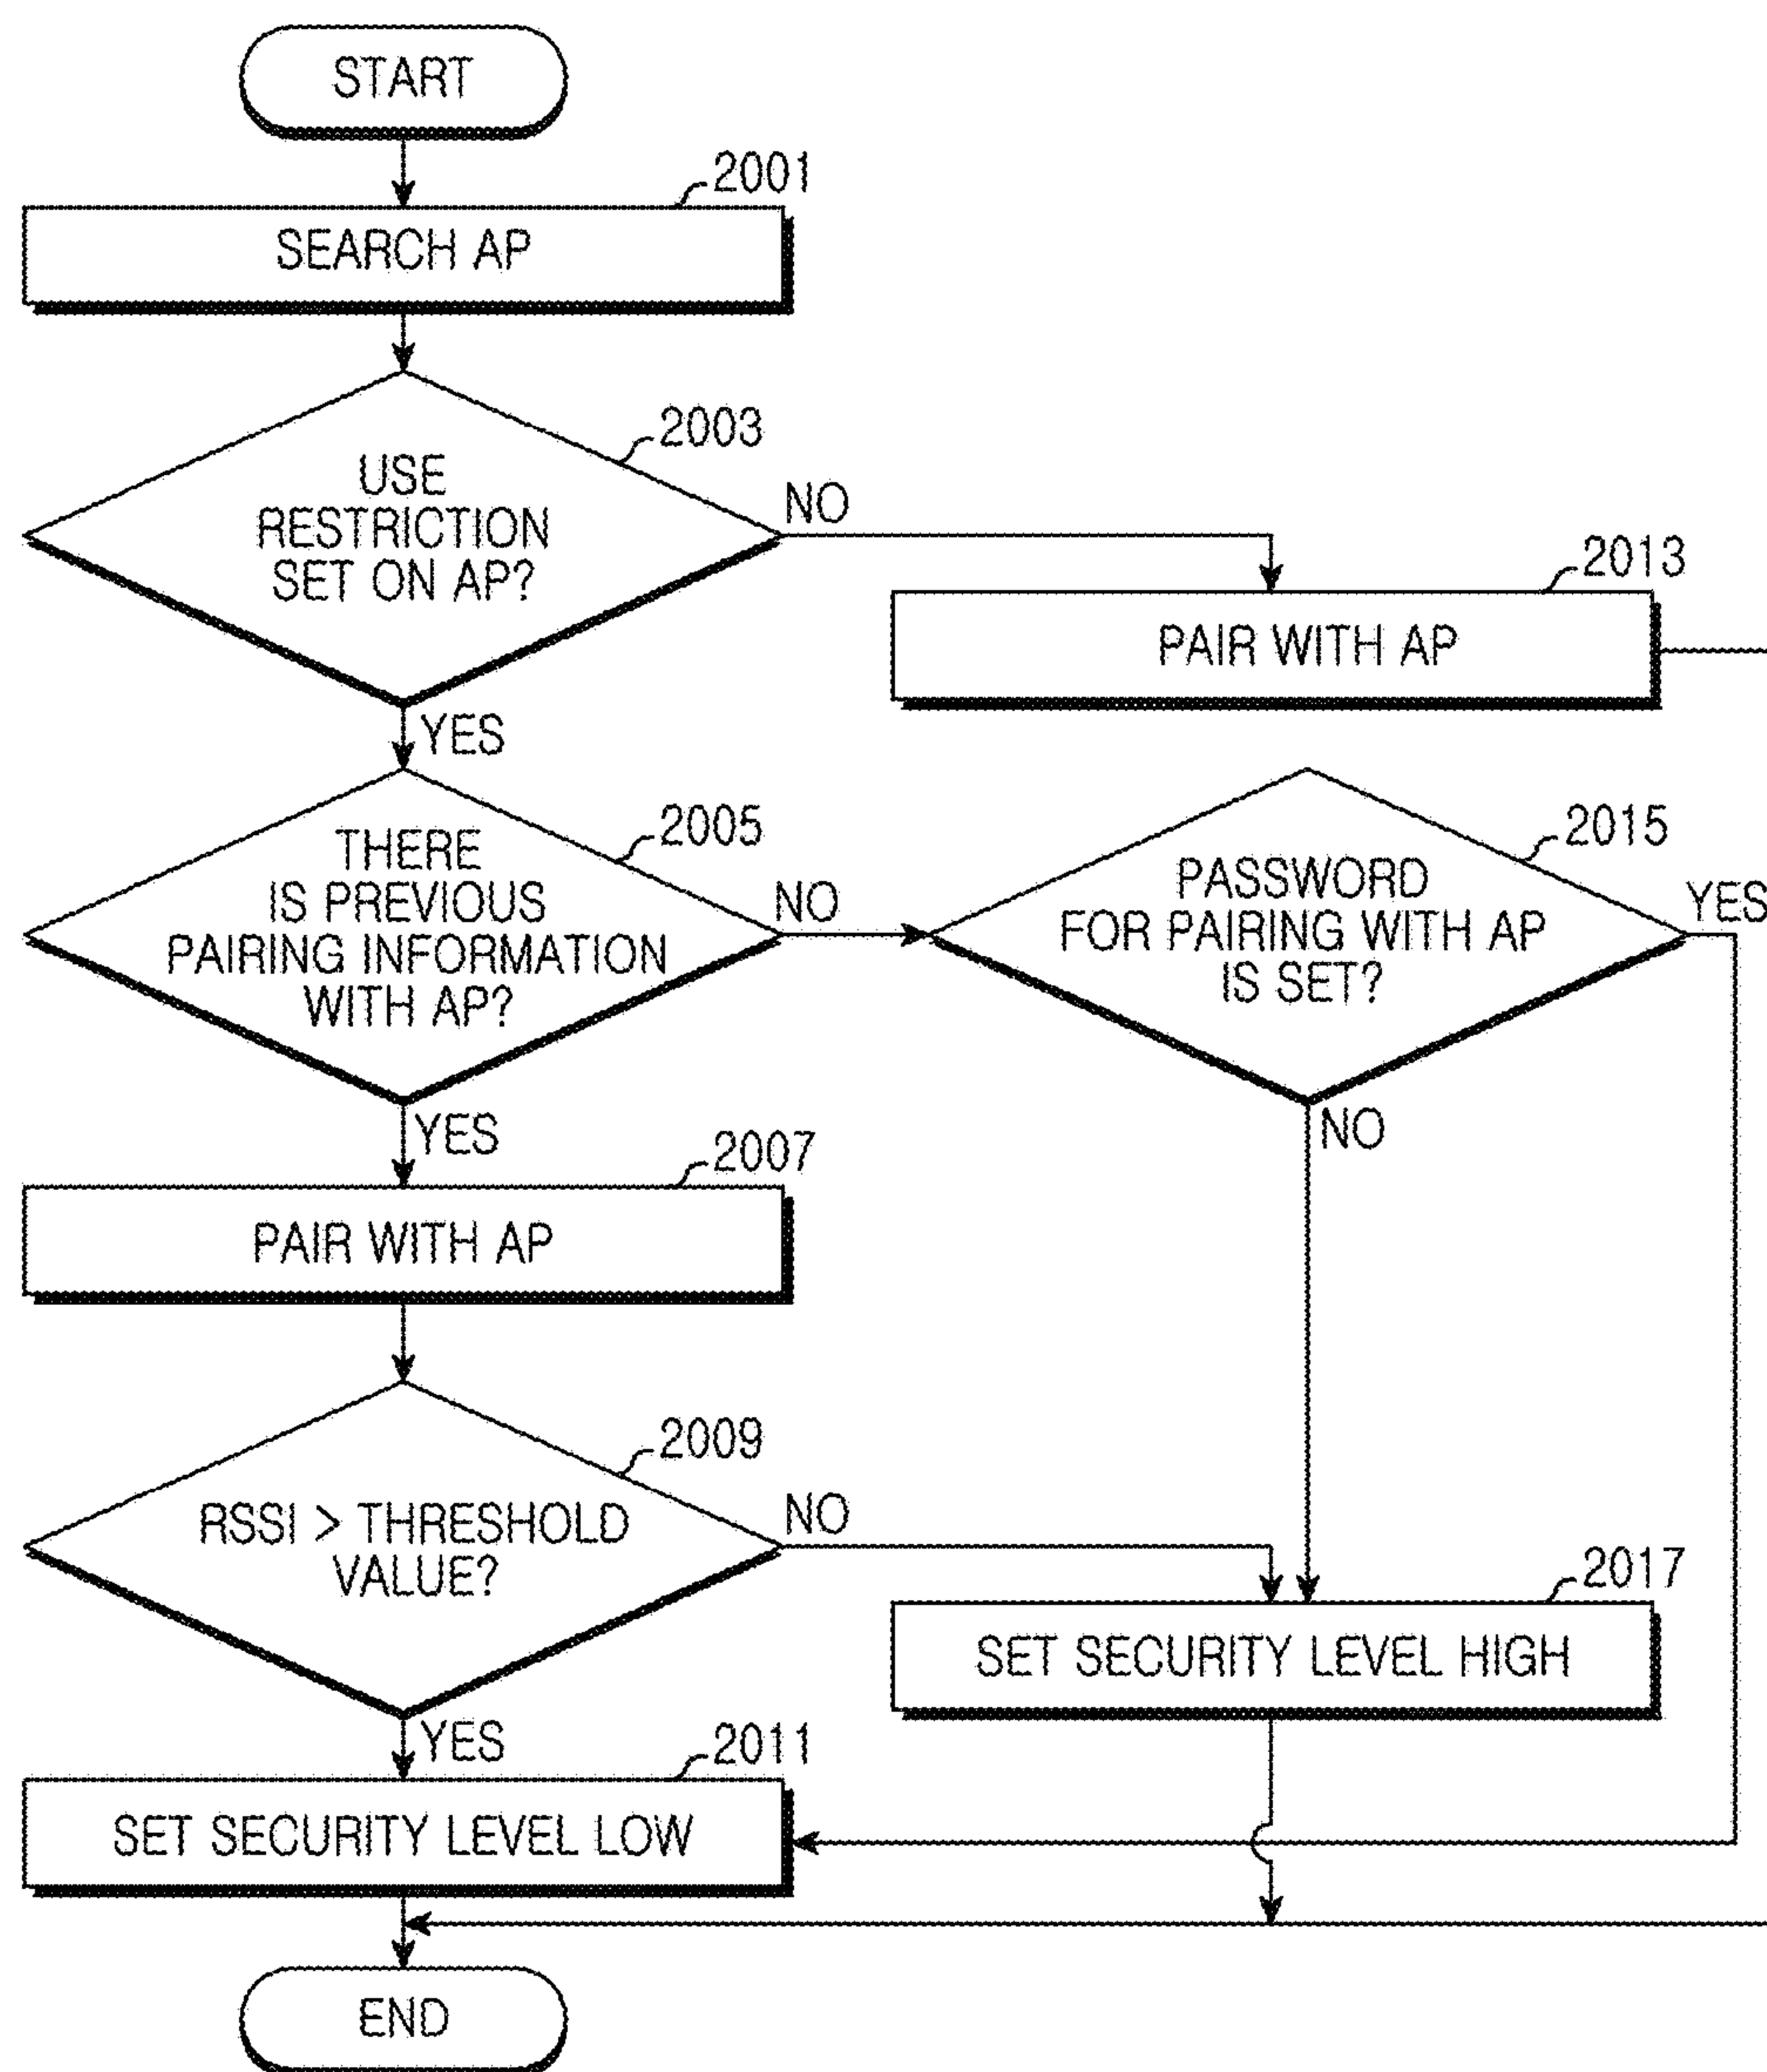 START
2001
SEARCH AP
2003
USE
RESTRICTION
SET ON AP?
NO
2013
PAIR WITH AP
YES
2005
THERE
IS PREVIOUS
PAIRING INFORMATION
WITH AP?
NO
2015
PASSWORD
FOR PAIRING WITH AP
IS SET?
YES
YES
NO
2007
PAIR WITH AP
2009
RSSI > THRESHOLD
VALUE?
NO
2017
SET SECURITY LEVEL HIGH
YES
2011
SET SECURITY LEVEL LOW
END